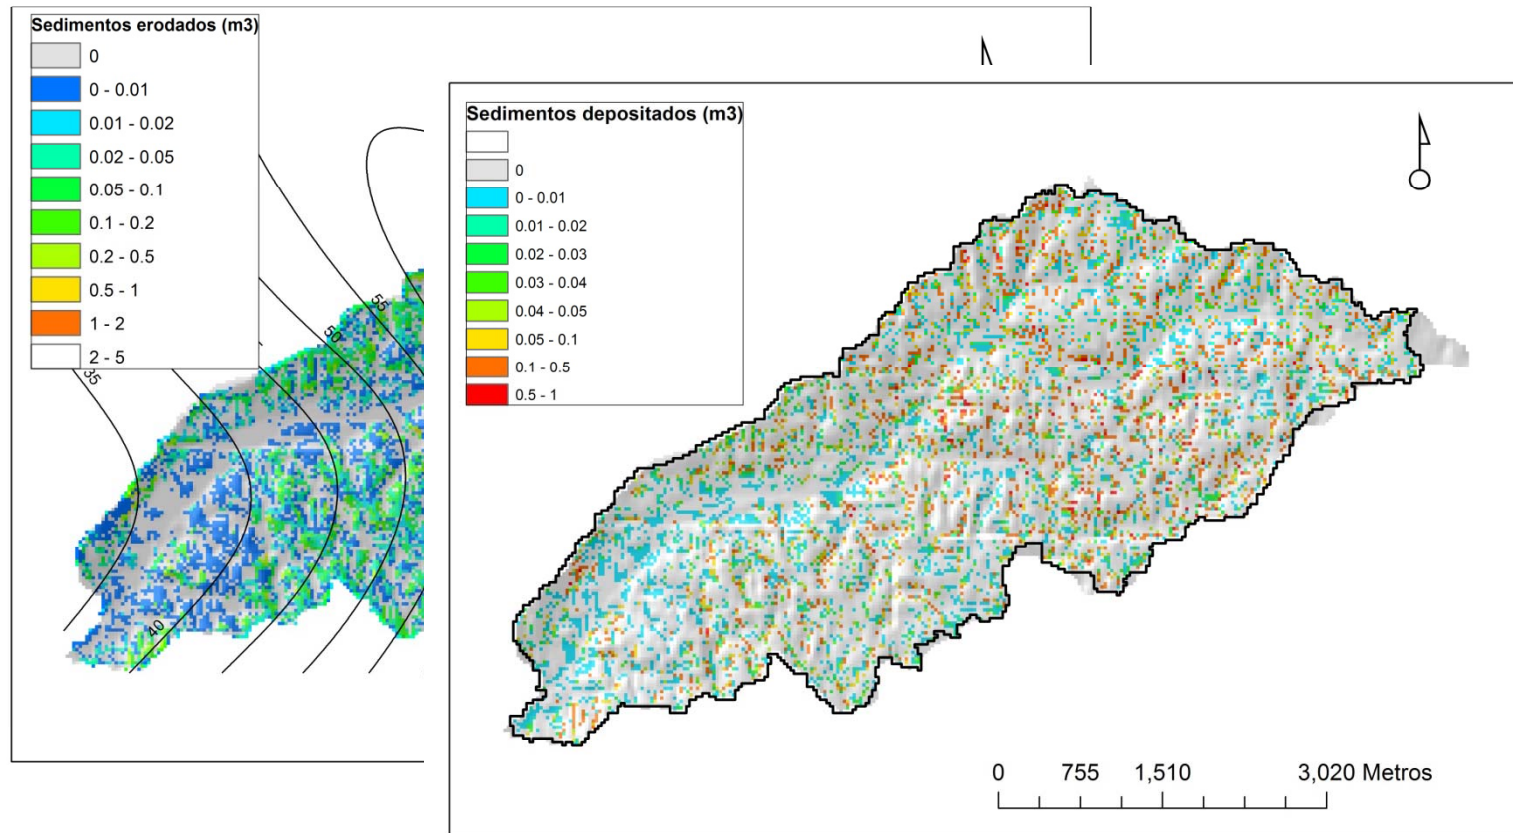 Sedimentos erodados (m3)
0
0 - 0.01
0.01 - 0.02
0.02 - 0.05
0.05 - 0.1
0.1 - 0.2
0.2 - 0.5
0.5 - 1
1 - 2
2 - 5
35
40
50
55
Sedimentos depositados (m3)
0
0 - 0.01
0.01 - 0.02
0.02 - 0.03
0.03 - 0.04
0.04 - 0.05
0.05 - 0.1
0.1 - 0.5
0.5 - 1
0 755 1,510 3,020 Metros